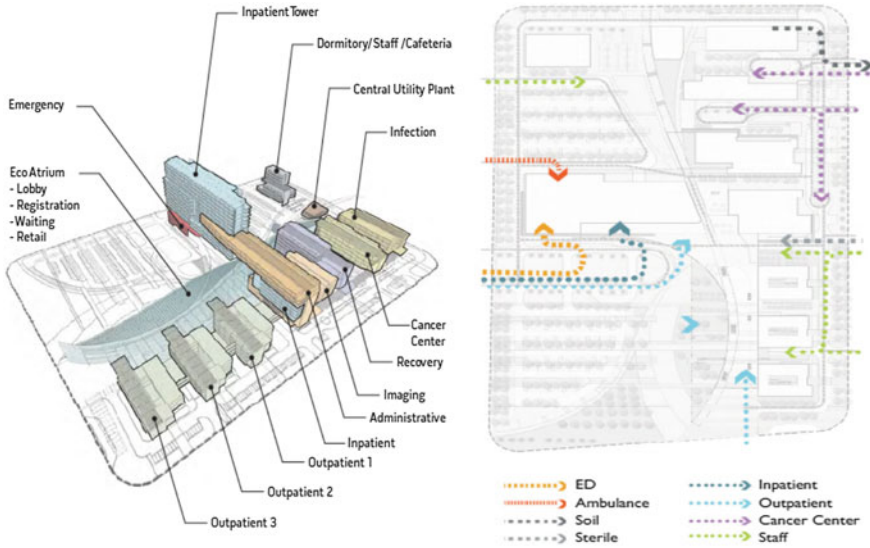 Inpatient Tower
Dormitory/Staff /Cafeteria
Central Utility Plant
Emergency
Infection
Eco Atrium
- Lobby
- Registration
-Waiting
- Retail
Cancer
Center
Recovery
Imaging
Administrative
Inpatient
Outpatient 1
Outpatient 2
Outpatient 3
ED
Ambulance
Soil
Sterile
Inpatient
Outpatient
Cancer Center
Staff